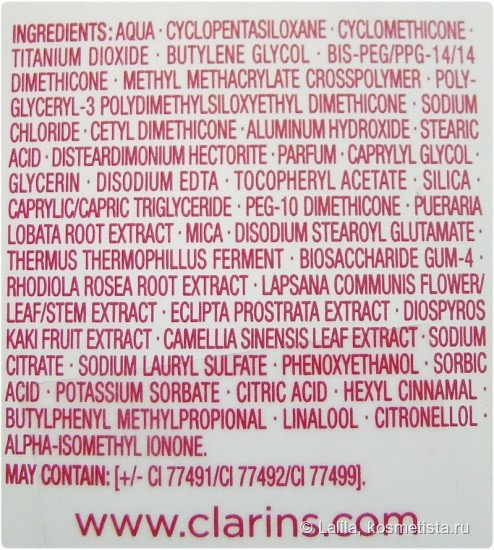 INGREDIENTS: AQUA · CYCLOPENTASILOXANE · CYCLOMETHICONE ·
TITANIUM DIOXIDE · BUTYLENE GLYCOL · BIS-PEG/PPG-14/14
DIMETHICONE · METHYL METHACRYLATE CROSSPOLYMER · POLY-
GLYCERYL-3 POLYDIMETHYLSILOXYETHYL DIMETHICONE · SODIUM
CHLORIDE · CETYL DIMETHICONE · ALUMINUM HYDROXIDE · STEARIC
ACID · DISTEARDIMONIUM HECTORITE · PARFUM · CAPRYLYL GLYCOL ·
GLYCERIN · DISODIUM EDTA · TOCOPHERYL ACETATE · SILICA ·
CAPRYLIC/CAPRIC TRIGLYCERIDE · PEG-10 DIMETHICONE · PUERARIA
LOBATA ROOT EXTRACT · MICA · DISODIUM STEAROYL GLUTAMATE ·
THERMUS THERMOPHILLUS FERMENT · BIOSACCHARIDE GUM-4 ·
RHODIOLA ROSEA ROOT EXTRACT · LAPSANA COMMUNIS FLOWER/
LEAF/STEM EXTRACT · ECLIPTA PROSTRATA EXTRACT · DIOSPYROS
KAKI FRUIT EXTRACT · CAMELLIA SINENSIS LEAF EXTRACT · SODIUM
CITRATE · SODIUM LAURYL SULFATE · PHENOXYETHANOL · SORBIC
ACID · POTASSIUM SORBATE · CITRIC ACID · HEXYL CINNAMAL ·
BUTYLPHENYL METHYLPROPIONAL · LINALOOL · CITRONELLOL ·
ALPHA-ISOMETHYL IONONE.
MAY CONTAIN: [+/- CI 77491/CI 77492/CI 77499].
www.clarins.com
© Lalila, kosmetista.ru